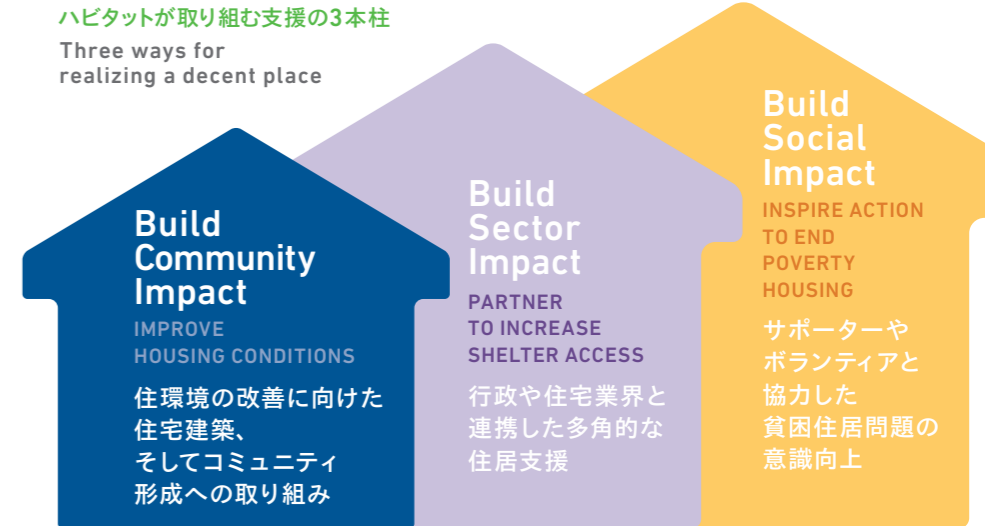 ハビタットが取り組む支援の3本柱
Three ways for
realizing a decent place
Build
Community
Impact
IMPROVE
HOUSING CONDITIONS
住環境の改善に向けた
住宅建築、
そしてコミュニティ
形成への取り組み
Build
Sector
Impact
PARTNER
TO INCREASE
SHELTER ACCESS
行政や住宅業界と
連携した多角的な
住居支援
Build
Social
Impact
INSPIRE ACTION
TO END
POVERTY
HOUSING
サポーターや
ボランティアと
協力した
貧困住居問題の
意識向上